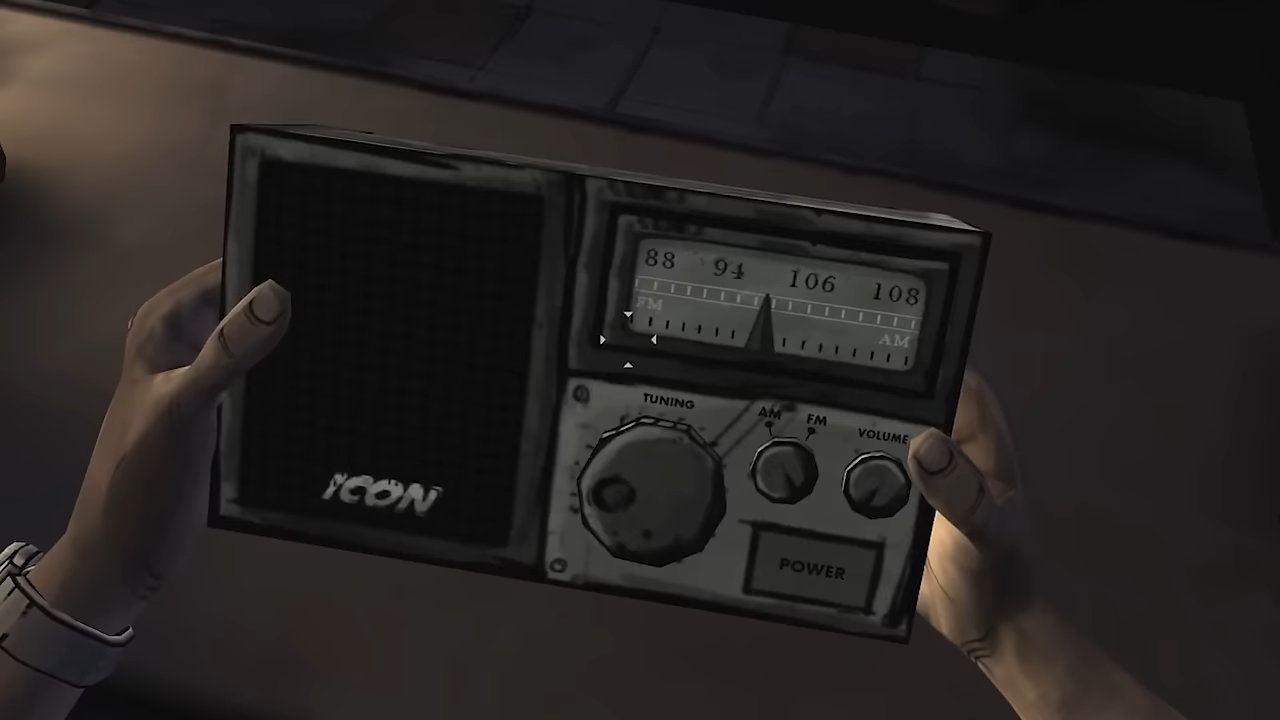 88 94 106 108
FM
AM
TUNING
AM FM
VOLUME
ICON
POWER